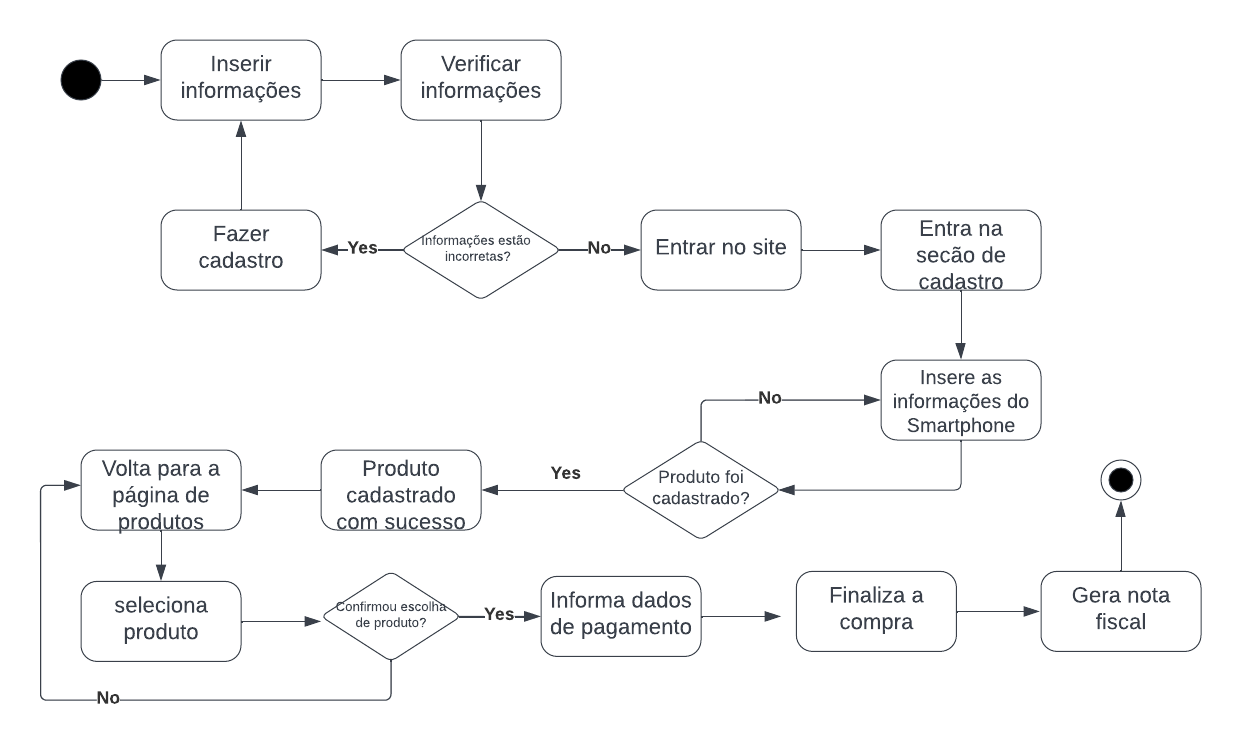 Inserir
informações
Verificar
informações
Fazer
cadastro
Yes
Informações estão
incorretas?
No
Entrar no site
Entra na
secão de
cadastro
Insere as
informações do
Smartphone
No
Produto foi
cadastrado?
Yes
Produto
cadastrado
com sucesso
Volta para a
página de
produtos
seleciona
produto
Confirmou escolha
de produto?
Yes
No
Informa dados
de pagamento
Finaliza a
compra
Gera nota
fiscal